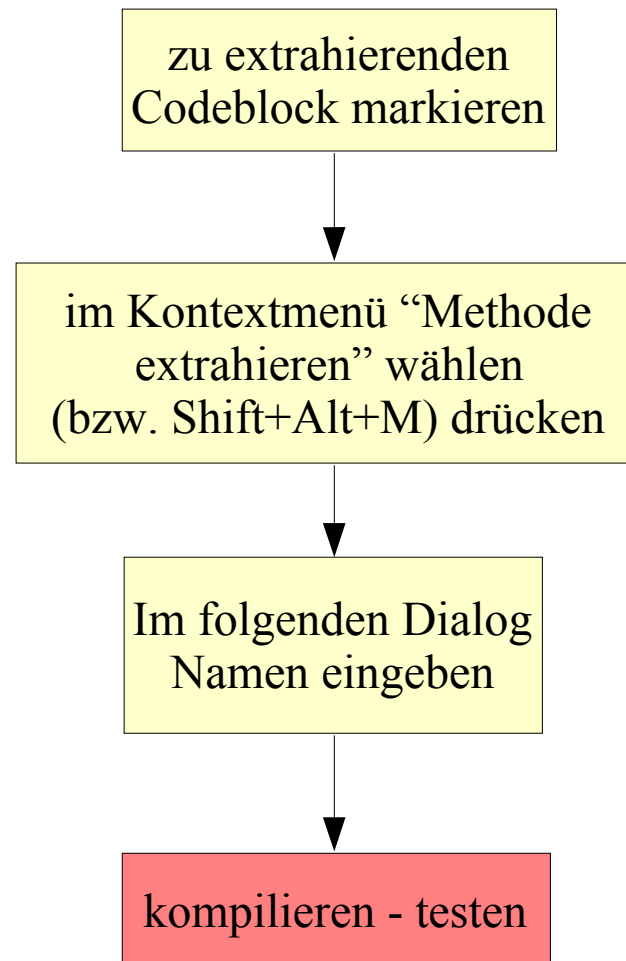 zu extrahierenden
Codeblock markieren
im Kontextmenü “Methode
extrahieren” wählen
(bzw. Shift+Alt+M) drücken
Im folgenden Dialog
Namen eingeben
kompilieren - testen